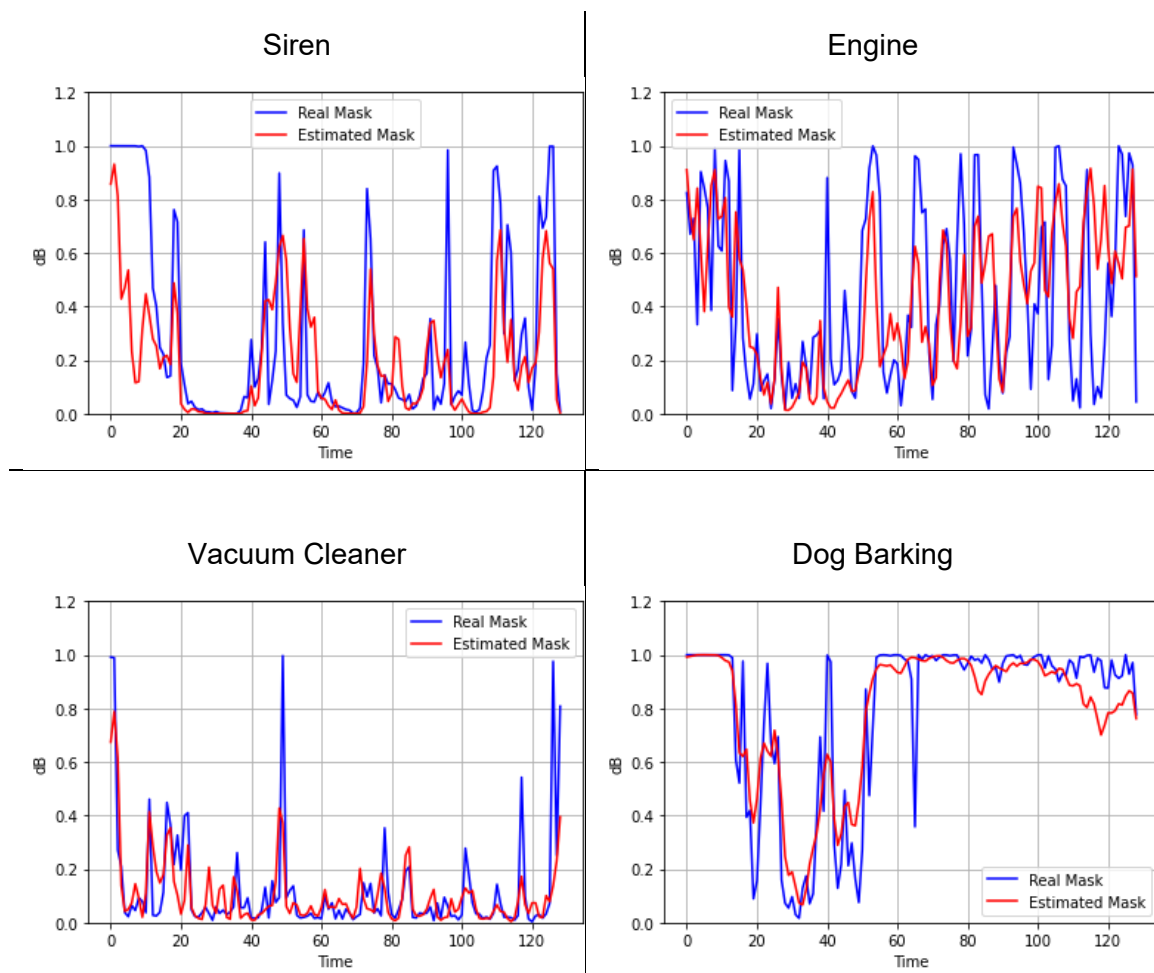 Siren
1.2
1.0
0.8
0.6
0.4
0.2
0.0
dB
Real Mask
Estimated Mask
0 20 40 60 80 100 120
Time
Engine
1.2
1.0
0.8
0.6
0.4
0.2
0.0
dB
Real Mask
Estimated Mask
0 20 40 60 80 100 120
Time
Vacuum Cleaner
1.2
1.0
0.8
0.6
0.4
0.2
0.0
dB
Real Mask
Estimated Mask
0 20 40 60 80 100 120
Time
Dog Barking
1.2
1.0
0.8
0.6
0.4
0.2
0.0
dB
Real Mask
Estimated Mask
0 20 40 60 80 100 120
Time